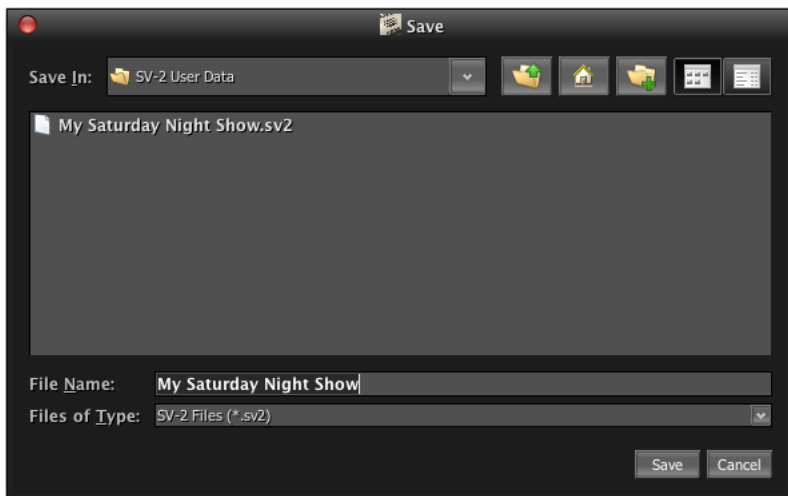 Save
Save In: SV-2 User Data
My Saturday Night Show.sv2
File Name: My Saturday Night Show
Files of Type: SV-2 Files (*.sv2)
Save Cancel